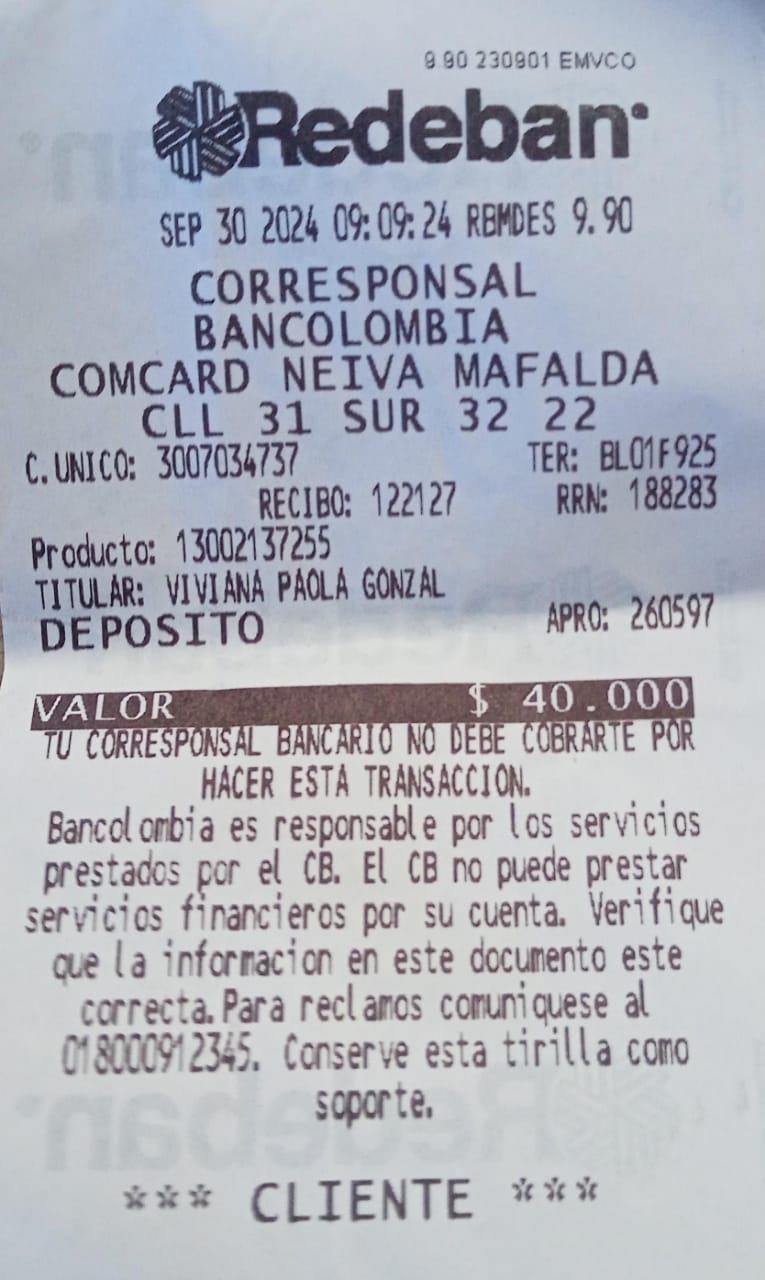 9.90 230901 EMVCO
Redeban
SEP 30 2024 09:09:24 RBMDES 9.90
CORRESPONSAL
BANCOLOMBIA
COMCARD NEIVA MAFALDA
CLL 31 SUR 32 22
C. UNICO: 3007034737 TER: BL01F925
RECIBO: 122127 RRN: 188283
Producto: 13002137255
TITULAR: VIVIANA PAOLA GONZAL
DEPOSITO APRO: 260597
VALOR $ 40.000
TU CORRESPONSAL BANCARIO NO DEBE COBRARTE POR
HACER ESTA TRANSACCION.
Bancolombia es responsable por los servicios
prestados por el CB. El CB no puede prestar
servicios financieros por su cuenta. Verifique
que la informacion en este documento este
correcta. Para reclamos comuniquese al
018000912345. Conserve esta tirilla como
soporte.
*** CLIENTE ***